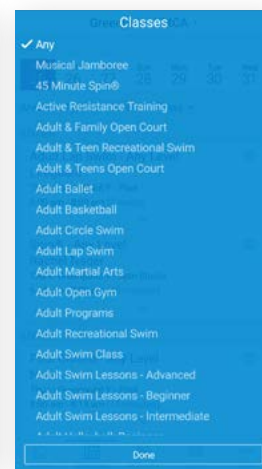 Classes
Any
Musical Jamboree
45 Minute Spin®
Active Resistance Training
Adult & Family Open Court
Adult & Teen Recreational Swim
Adult & Teens Open Court
Adult Ballet
Adult Basketball
Adult Circle Swim
Adult Lap Swim
Adult Martial Arts
Adult Open Gym
Adult Programs
Adult Recreational Swim
Adult Swim Class
Adult Swim Lessons - Advanced
Adult Swim Lessons - Beginner
Adult Swim Lessons - Intermediate
Done